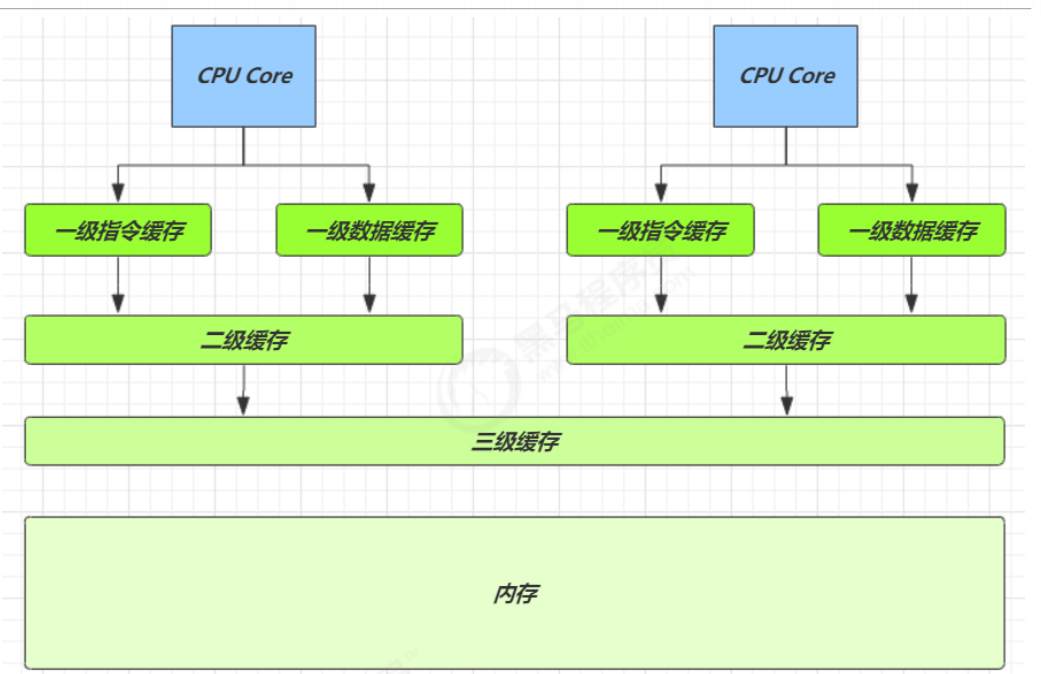 CPU Core
CPU Core
一级指令缓存
一级数据缓存
一级指令缓存
一级数据缓存
二级缓存
二级缓存
三级缓存
内存